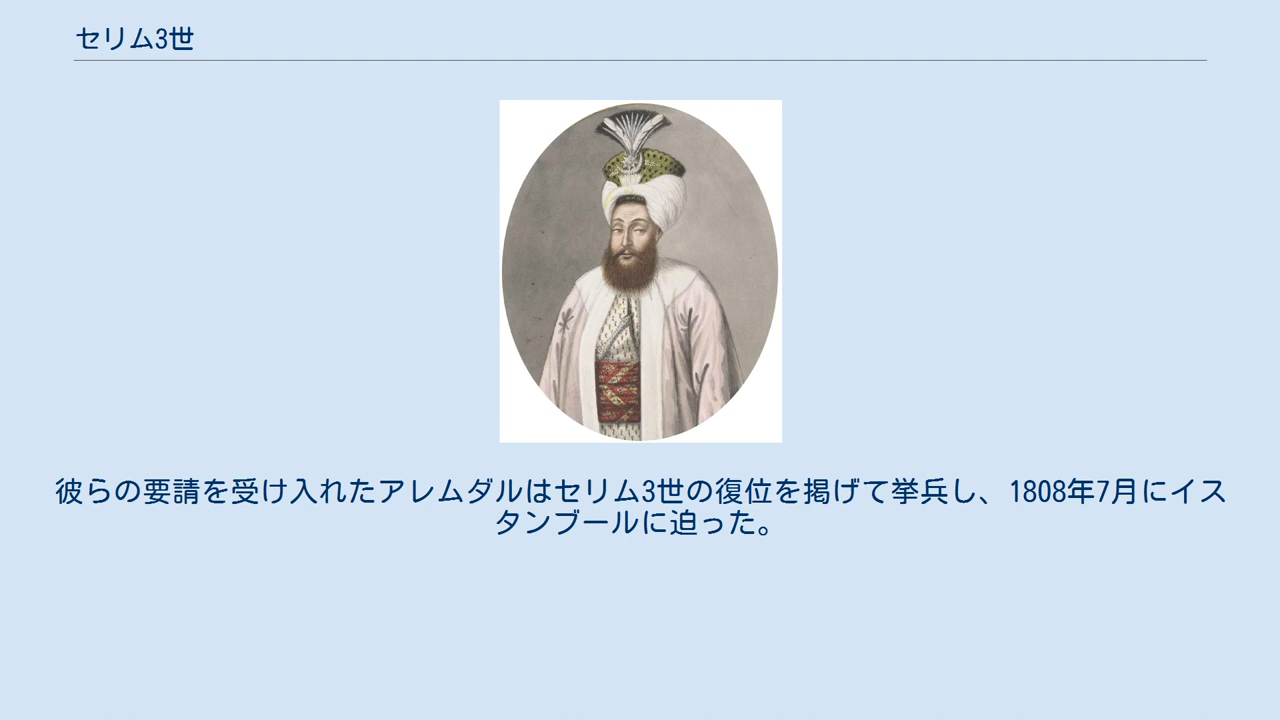 セリム3世
彼らの要請を受け入れたアレムダルはセリム3世の復位を掲げて挙兵し、1808年7月にイス
タンブールに迫った。